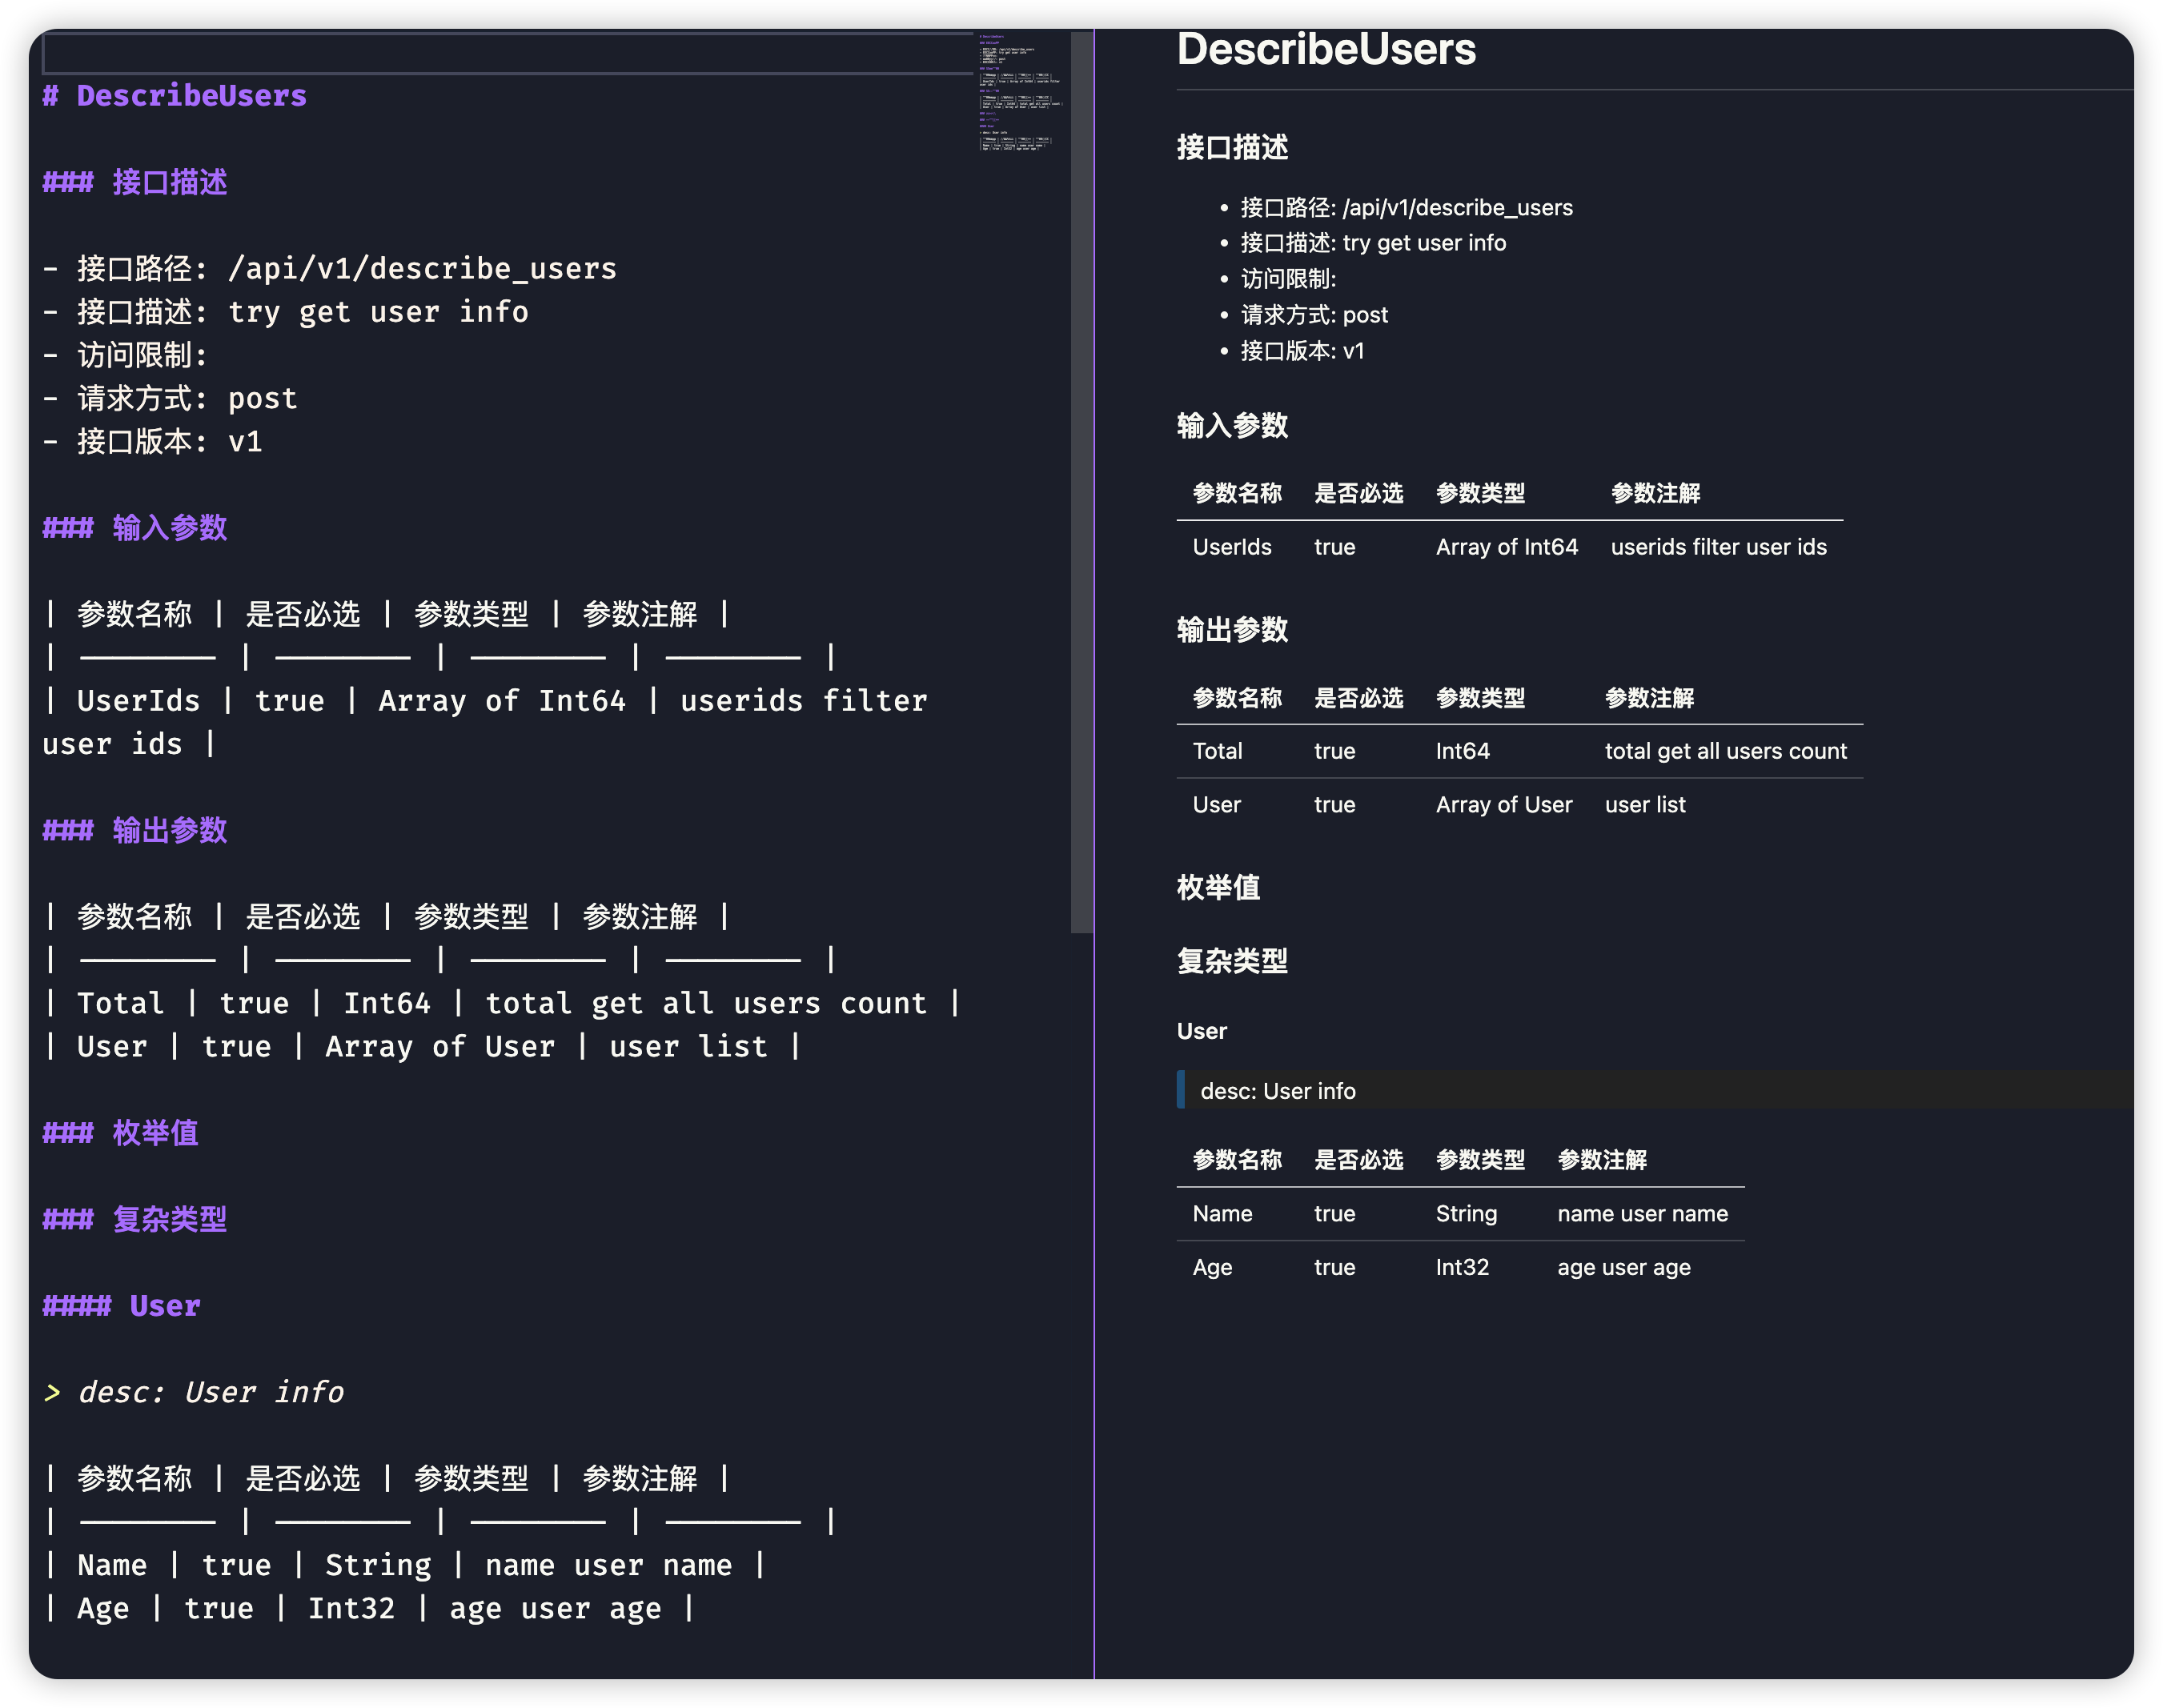 # DescribeUsers
### 接口描述
- 接口路径: /api/v1/describe_users
- 接口描述: try get user info
- 访问限制:
- 请求方式: post
- 接口版本: v1
### 输入参数
| 参数名称 | 是否必选 | 参数类型 | 参数注解 |
| -------- | -------- | -------- | -------- |
| UserIds | true | Array of Int64 | userids filter
user ids |
### 输出参数
| 参数名称 | 是否必选 | 参数类型 | 参数注解 |
| -------- | -------- | -------- | -------- |
| Total | true | Int64 | total get all users count |
| User | true | Array of User | user list |
### 枚举值
### 复杂类型
#### User
> desc: User info
| 参数名称 | 是否必选 | 参数类型 | 参数注解 |
| -------- | -------- | -------- | -------- |
| Name | true | String | name user name |
| Age | true | Int32 | age user age |
DescribeUsers
接口描述
• 接口路径: /api/v1/describe_users
• 接口描述: try get user info
• 访问限制:
• 请求方式: post
• 接口版本: v1
输入参数
参数名称 是否必选 参数类型 参数注解
UserIds true Array of Int64 userids filter user ids
输出参数
参数名称 是否必选 参数类型 参数注解
Total true Int64 total get all users count
User true Array of User user list
枚举值
复杂类型
User
desc: User info
参数名称 是否必选 参数类型 参数注解
Name true String name user name
Age true Int32 age user age